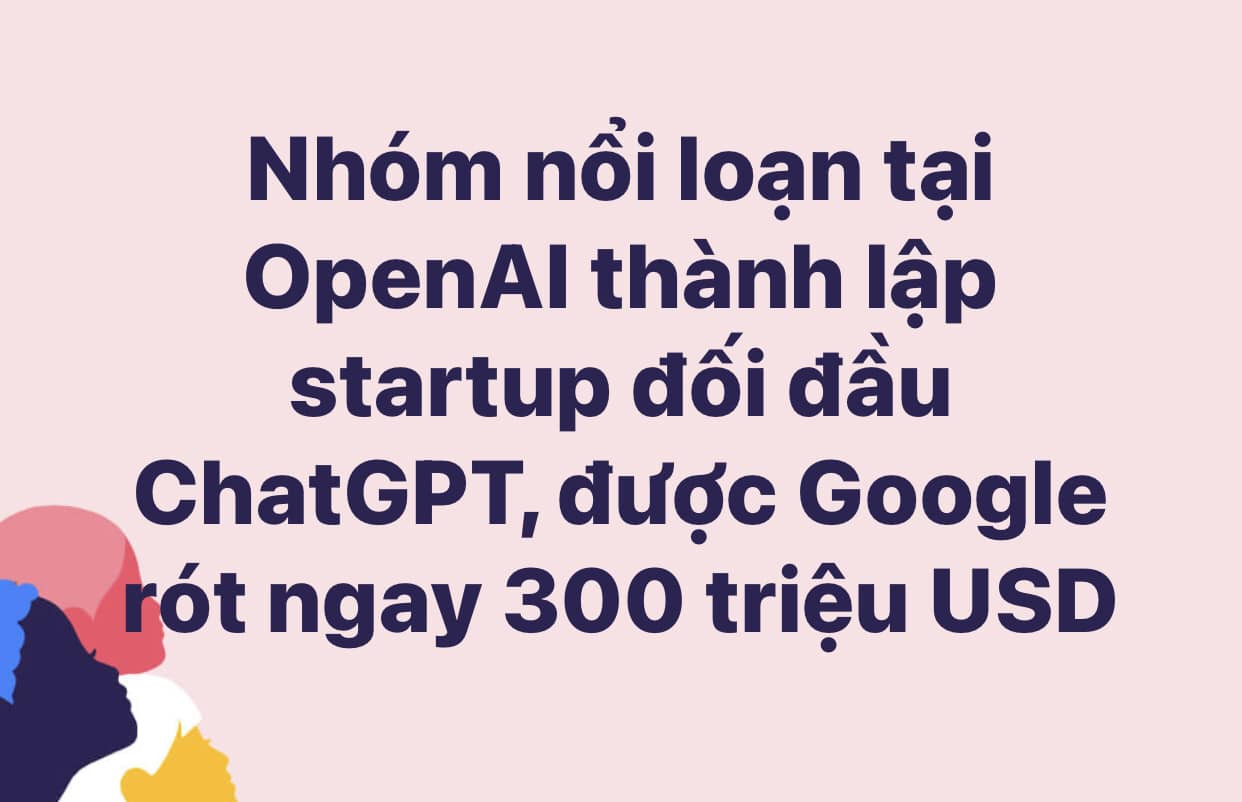 Nhóm nổi loạn tại
OpenAI thành lập
startup đối đầu
ChatGPT, được Google
rót ngay 300 triệu USD